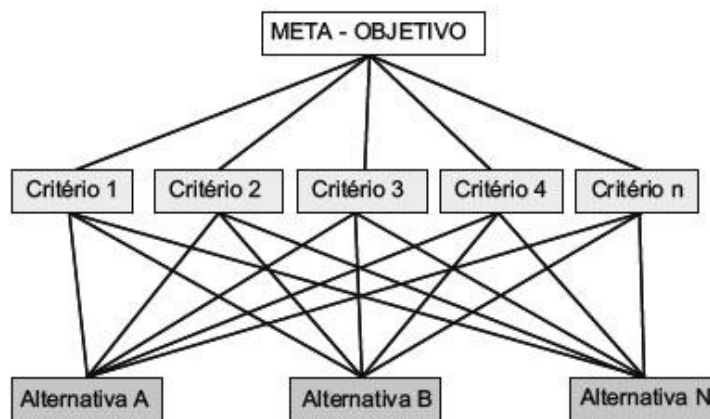 META - OBJETIVO
Critério 1
Critério 2
Critério 3
Critério 4
Critério n
Alternativa A
Alternativa B
Alternativa N